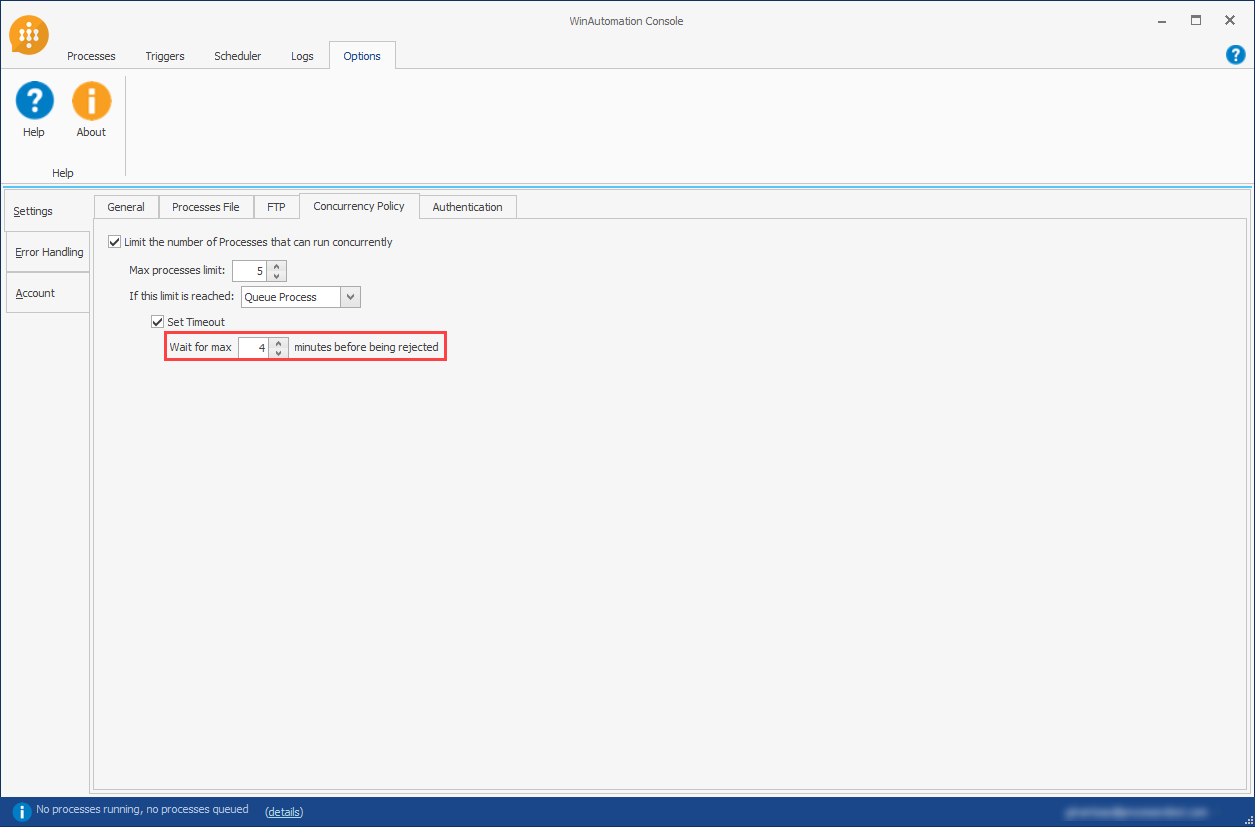 WinAutomation Console
Processes Triggers Scheduler Logs Options
Help About
Help
Settings
Error Handling
Account
General Processes File FTP Concurrency Policy Authentication
Limit the number of Processes that can run concurrently
Max processes limit: 5
If this limit is reached: Queue Process
Set Timeout
Wait for max 4 minutes before being rejected
No processes running, no processes queued (details)